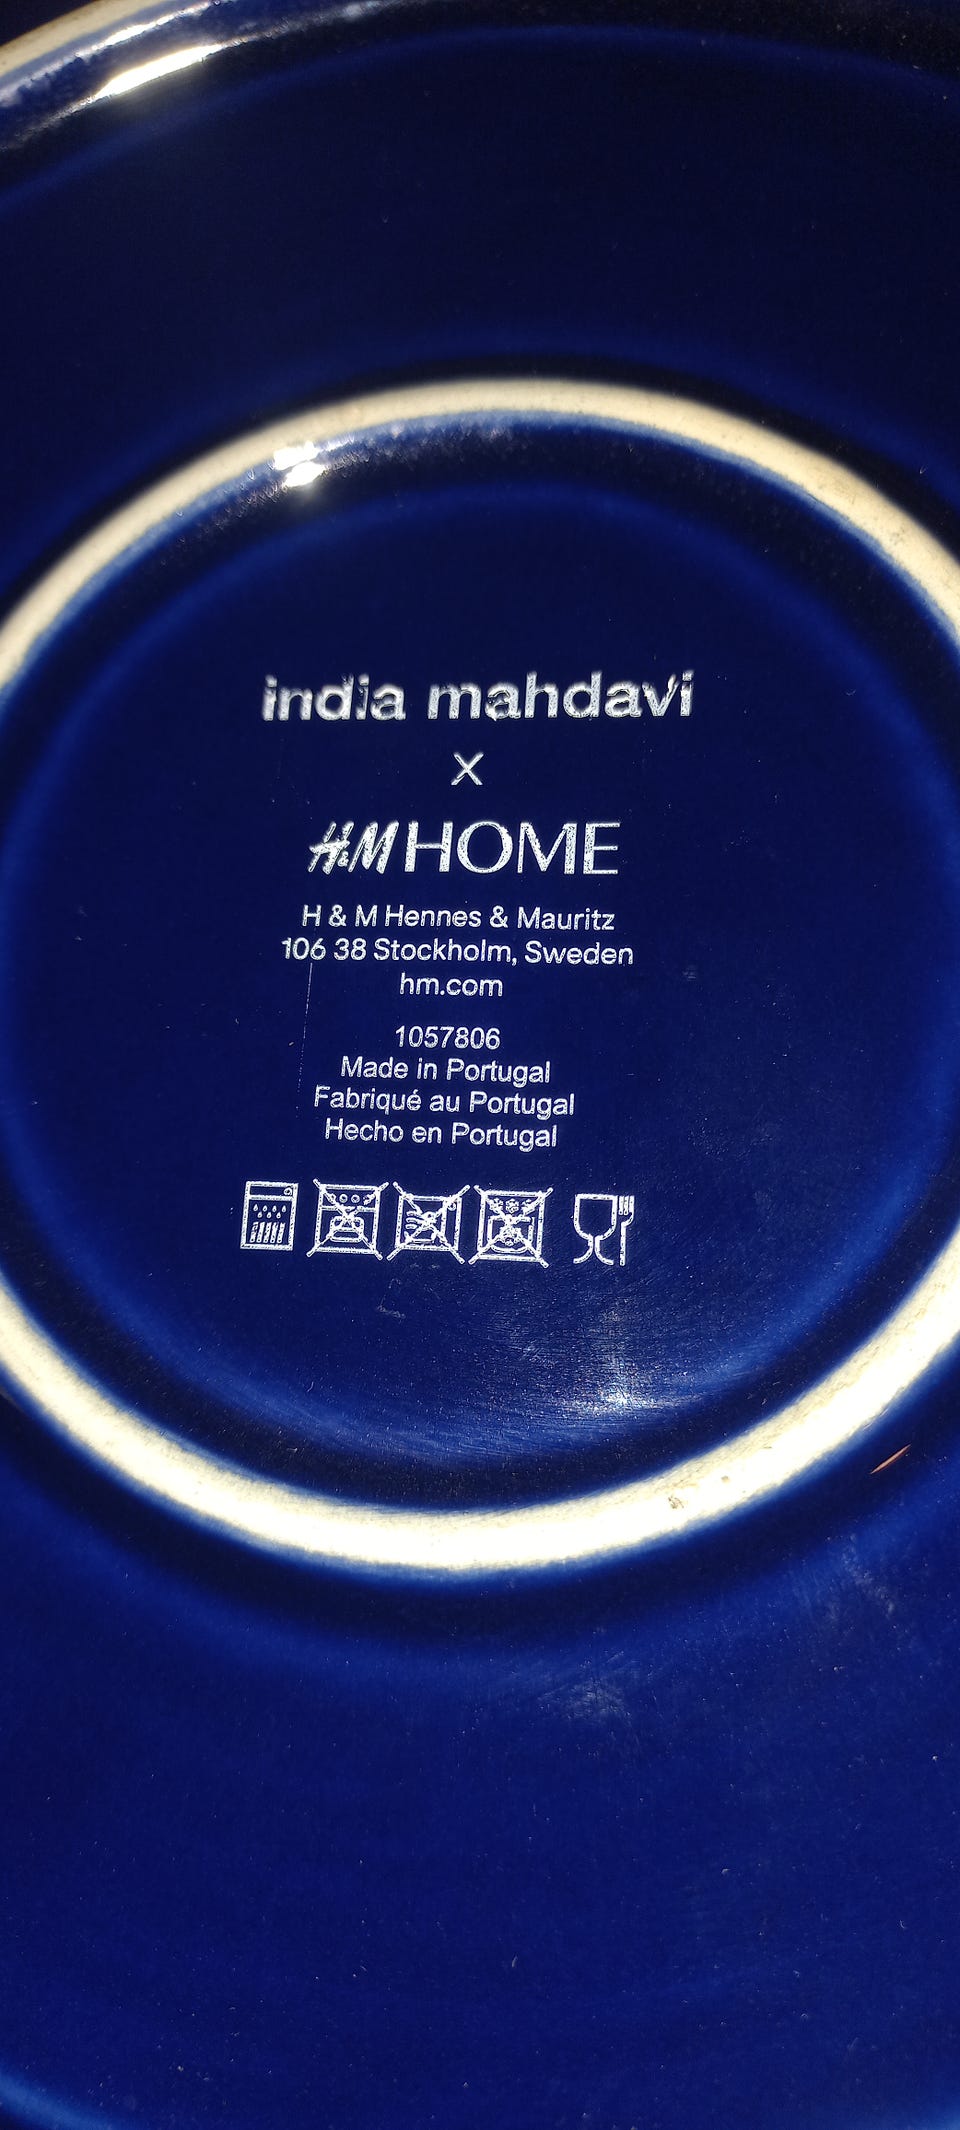 india mahdavi
x
H&M HOME
H & M Hennes & Mauritz
106 38 Stockholm, Sweden
hm.com
1057806
Made in Portugal
Fabriqué au Portugal
Hecho en Portugal